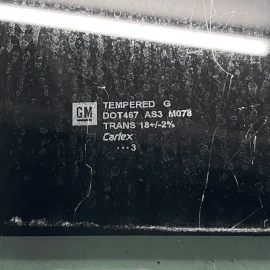 GM
TEMPERED G
DOT467 AS3 M078
TRANS 18+/-2%
Carlex
•••3